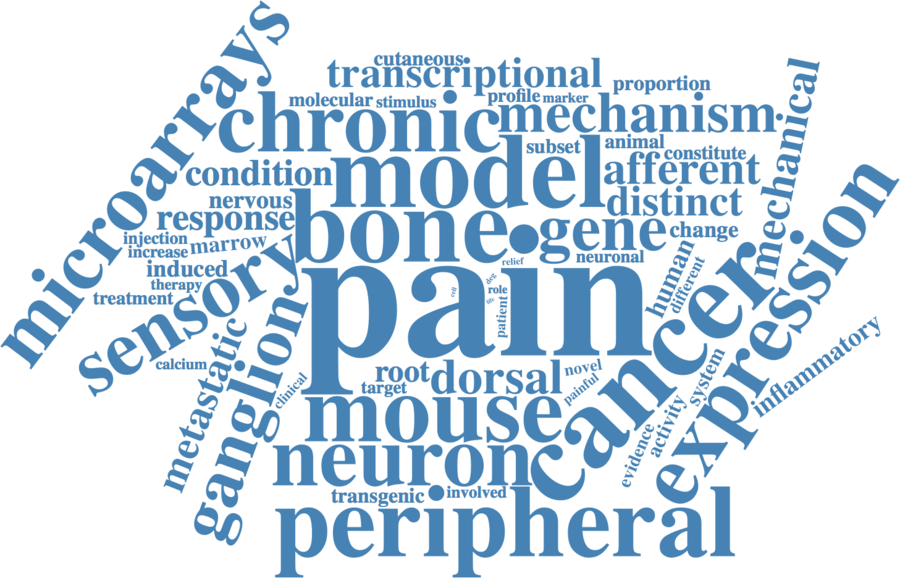 microarrays
cutaneous
transcriptional
proportion
molecular
stimulus
profile
marker
chronic
mechanism
mechanical
subset
animal
constitute
condition
model
afferent
nervous
distinct
response
bone
gene
change
injection
marrow
increase
neuronal
relief
induced
sensory
therapy
treatment
pain
cell
deg
role
patient
human
different
cancer
expression
metastatic
ganglion
calcium
clinical
root
target
dorsal
novel
painful
system
inflammatory
mouse
activity
evidence
neuron
transgenic
involved
peripheral